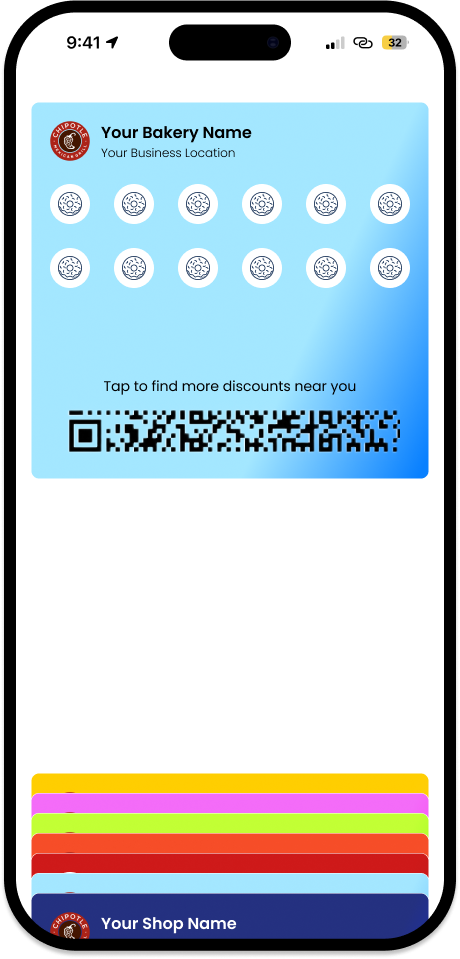 9:41
32
CHIPOTLE
MEXICAN GRILL
Your Bakery Name
Your Business Location
Tap to find more discounts near you
CHIPOTLE
Your Shop Name